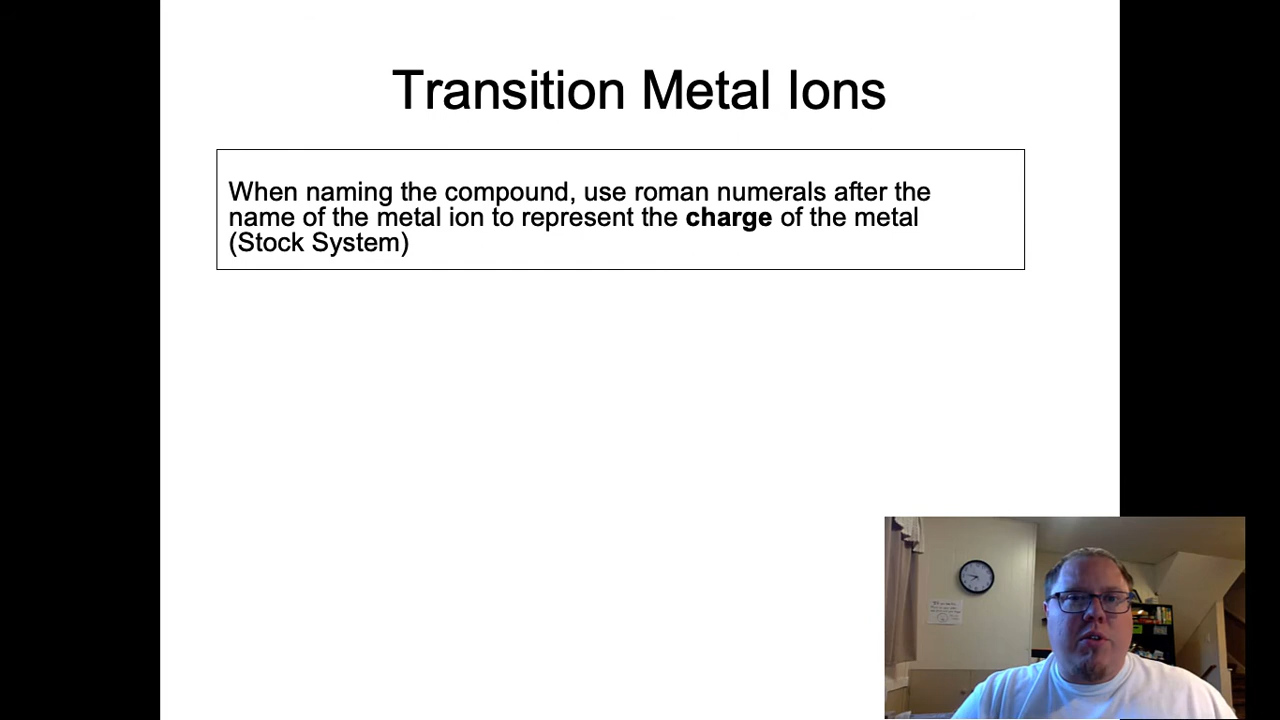 Transition Metal Ions
When naming the compound, use roman numerals after the
name of the metal ion to represent the charge of the metal
(Stock System)